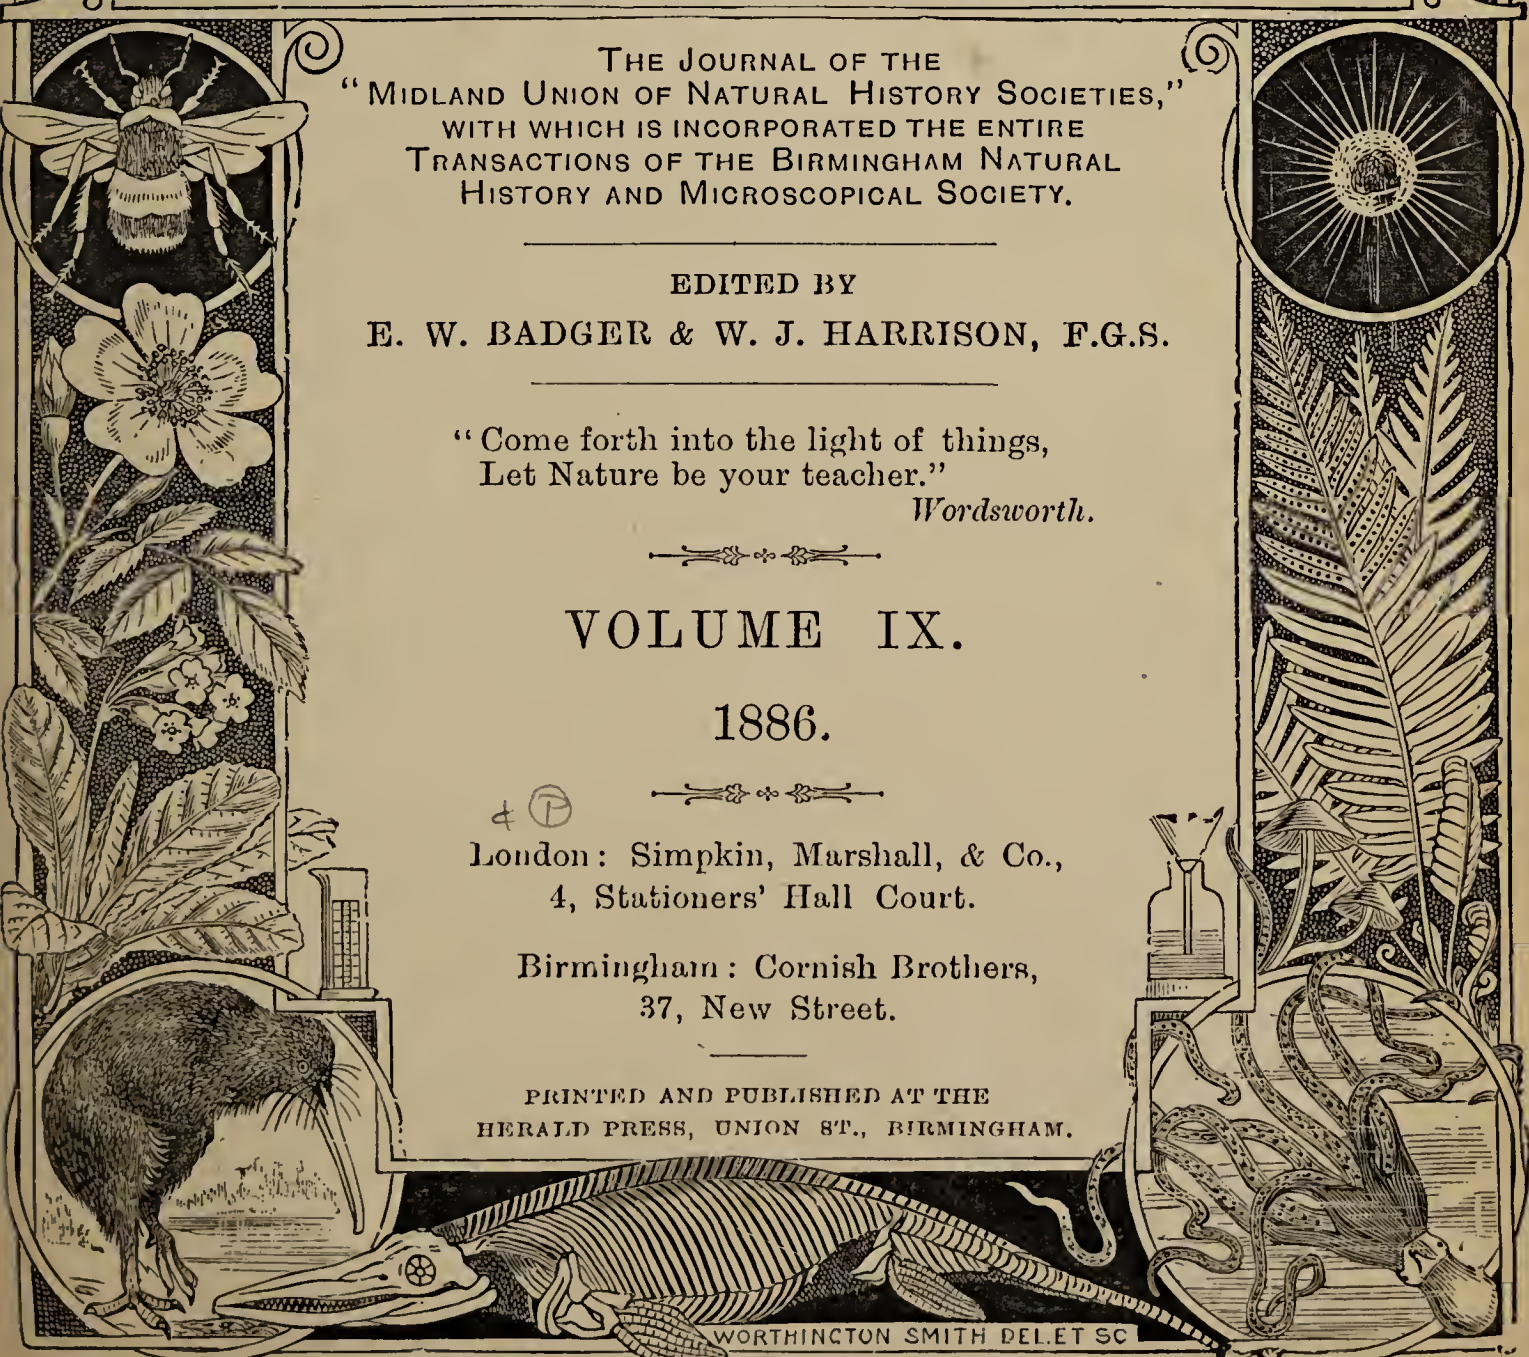 THE JOURNAL OF THE
"MIDLAND UNION OF NATURAL HISTORY SOCIETIES,"
WITH WHICH IS INCORPORATED THE ENTIRE
TRANSACTIONS OF THE BIRMINGHAM NATURAL
HISTORY AND MICROSCOPICAL SOCIETY.
EDITED BY
E. W. BADGER & W. J. HARRISON, F.G.S.
"Come forth into the light of things,
Let Nature be your teacher."
Wordsworth.
VOLUME IX.
1886.
& P
London: Simpkin, Marshall, & Co.,
4, Stationers' Hall Court.
Birmingham: Cornish Brothers,
37, New Street.
PRINTED AND PUBLISHED AT THE
HERALD PRESS, UNION ST., BIRMINGHAM.
WORTHINGTON SMITH DEL. ET SC